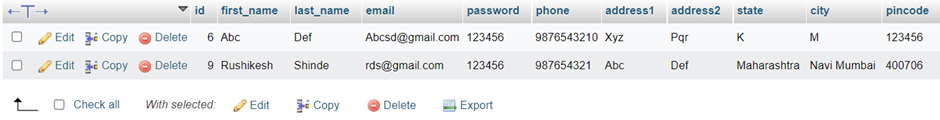 id first_name last_name email password phone address1 address2 state city pincode
Edit Copy Delete 6 Abc Def Abcsd@gmail.com 123456 9876543210 Xyz Pqr K M 123456
Edit Copy Delete 9 Rushikesh Shinde rds@gmail.com 123456 987654321 Abc Def Maharashtra Navi Mumbai 400706
Check all With selected: Edit Copy Delete Export